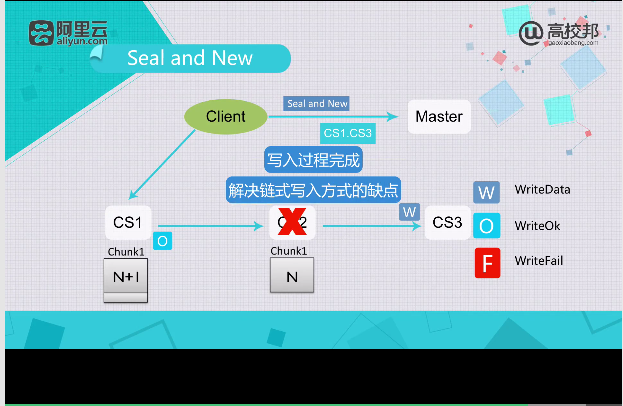 阿里云
aliyun.com
高校邦
gaoxiaobang.com
Seal and New
Client
Seal and New
Master
CS1.CS3
写入过程完成
解决链式写入方式的缺点
W
WriteData
CS1
CS3
W
O
O
WriteOk
Chunk1
Chunk1
F
WriteFail
N+1
N